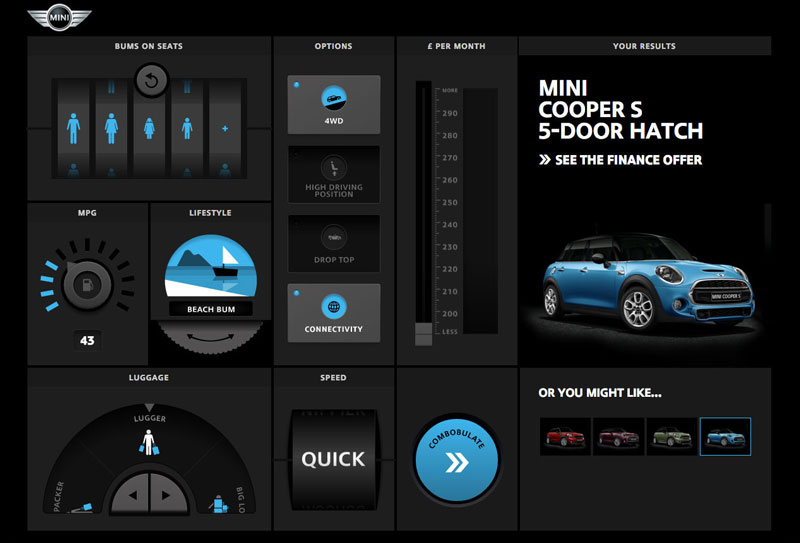 MINI
BUMS ON SEATS
OPTIONS
£ PER MONTH
YOUR RESULTS
4WD
HIGH DRIVING
POSITION
DROP TOP
CONNECTIVITY
MORE
290
280
270
260
250
240
230
220
210
200
LESS
MINI
COOPER S
5-DOOR HATCH
SEE THE FINANCE OFFER
MINI COOPER S
MPG
43
LIFESTYLE
BEACH BUM
LUGGAGE
PACKER
LUGGER
BIG LO
SPEED
QUICK
COMBOBULATE
OR YOU MIGHT LIKE...